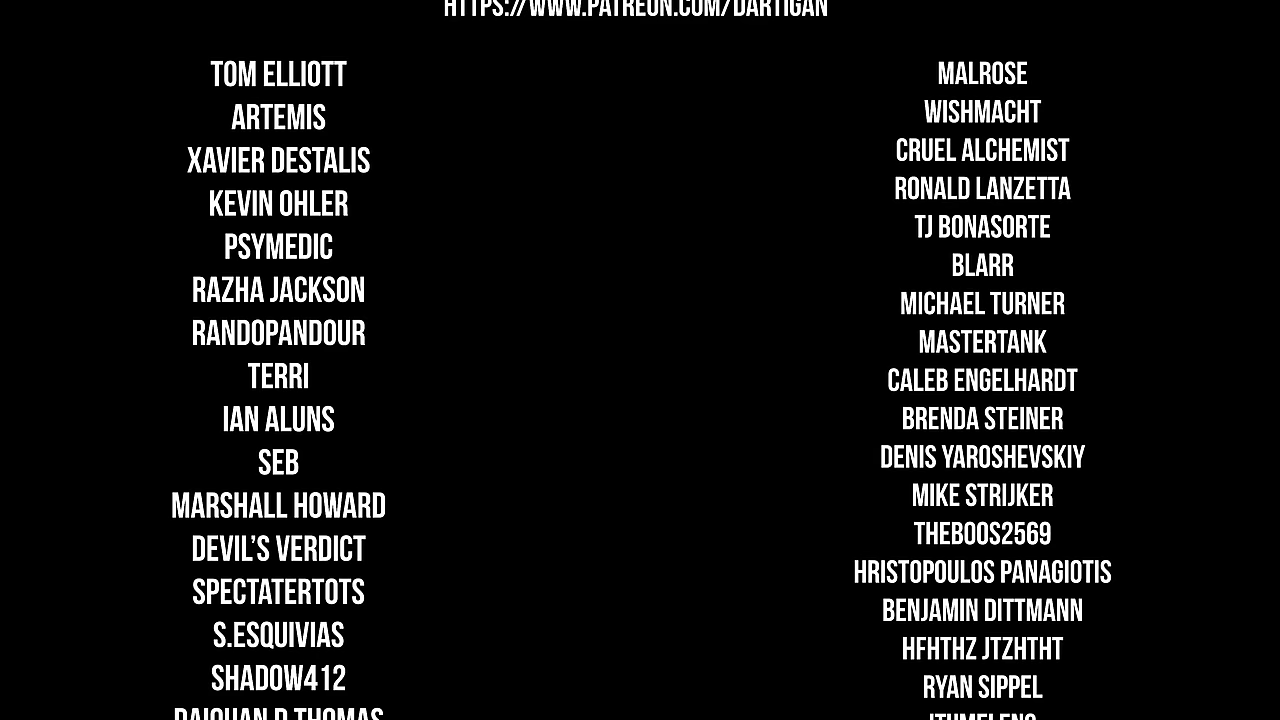 HTTPS://WWW.PATREON.COM/DARTIGAN
TOM ELLIOTT
ARTEMIS
XAVIER DESTALIS
KEVIN OHLER
PSYMEDIC
RAZHA JACKSON
RANDOPANDOUR
TERRI
IAN ALUNS
SEB
MARSHALL HOWARD
DEVIL'S VERDICT
SPECTATERTOTS
S.ESQUIVIAS
SHADOW412
DAIQUAN D THOMAS
MALROSE
WISHMACHT
CRUEL ALCHEMIST
RONALD LANZETTA
TJ BONASORTE
BLARR
MICHAEL TURNER
MASTERTANK
CALEB ENGELHARDT
BRENDA STEINER
DENIS YAROSHEVSKIY
MIKE STRIJKER
THEBOOS2569
HRISTOPOULOS PANAGIOTIS
BENJAMIN DITTMANN
HFHTHZ JTZHTHT
RYAN SIPPEL